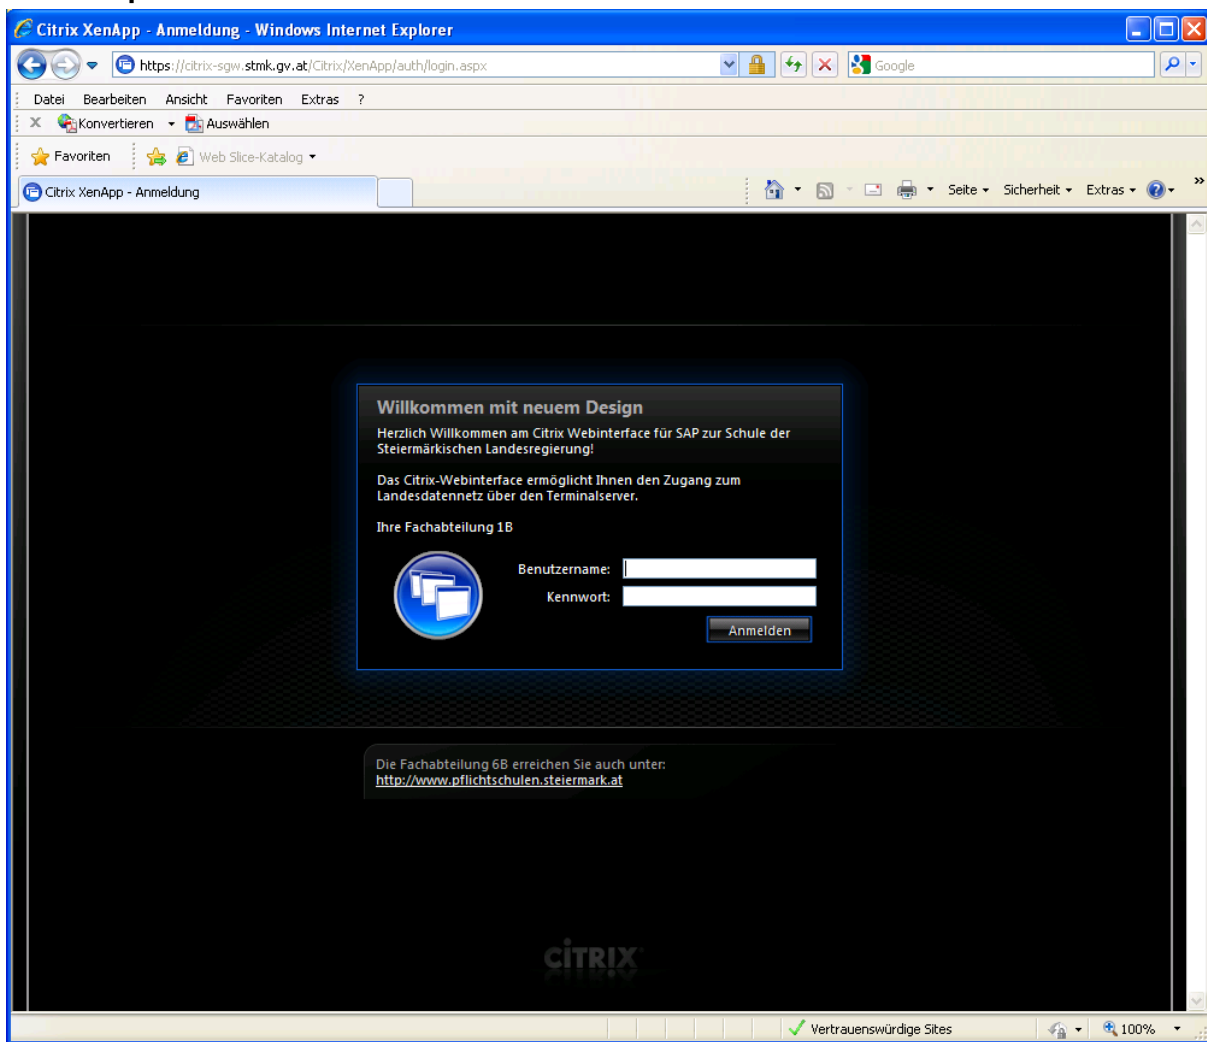 Citrix XenApp - Anmeldung - Windows Internet Explorer
https://citrix-sgw.stmk.gv.at/Citrix/XenApp/auth/login.aspx
Google
Datei Bearbeiten Ansicht Favoriten Extras ?
Konvertieren Auswählen
Favoriten Web Slice-Katalog
Citrix XenApp - Anmeldung
Seite Sicherheit Extras
Willkommen mit neuem Design
Herzlich Willkommen am Citrix Webinterface für SAP zur Schule der
Steiermärkischen Landesregierung!
Das Citrix-Webinterface ermöglicht Ihnen den Zugang zum
Landesdatennetz über den Terminalserver.
Ihre Fachabteilung 1B
Benutzername:
Kennwort:
Anmelden
Die Fachabteilung 6B erreichen Sie auch unter:
http://www.pflichtschulen.steiermark.at
CITRIX
Vertrauenswürdige Sites 100%